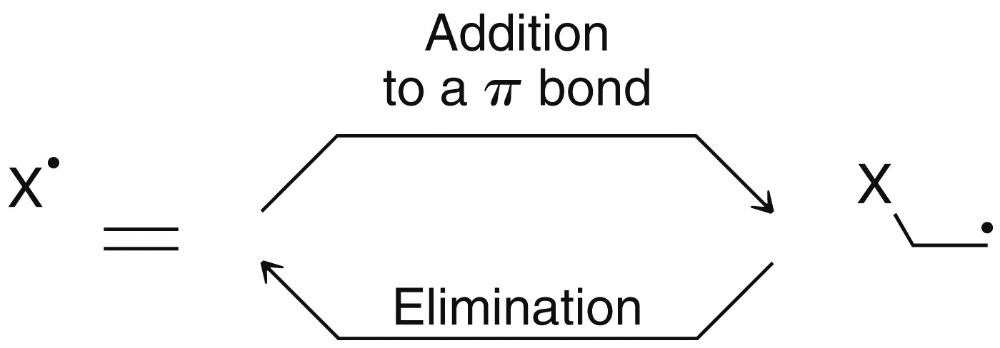 Addition
to a π bond
X•
X
•
Elimination